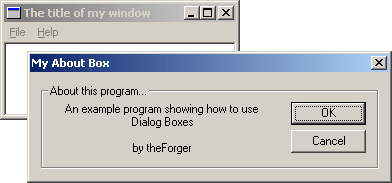 The title of my window
File Help
My About Box
About this program...
An example program showing how to use
Dialog Boxes
by theForger
OK
Cancel